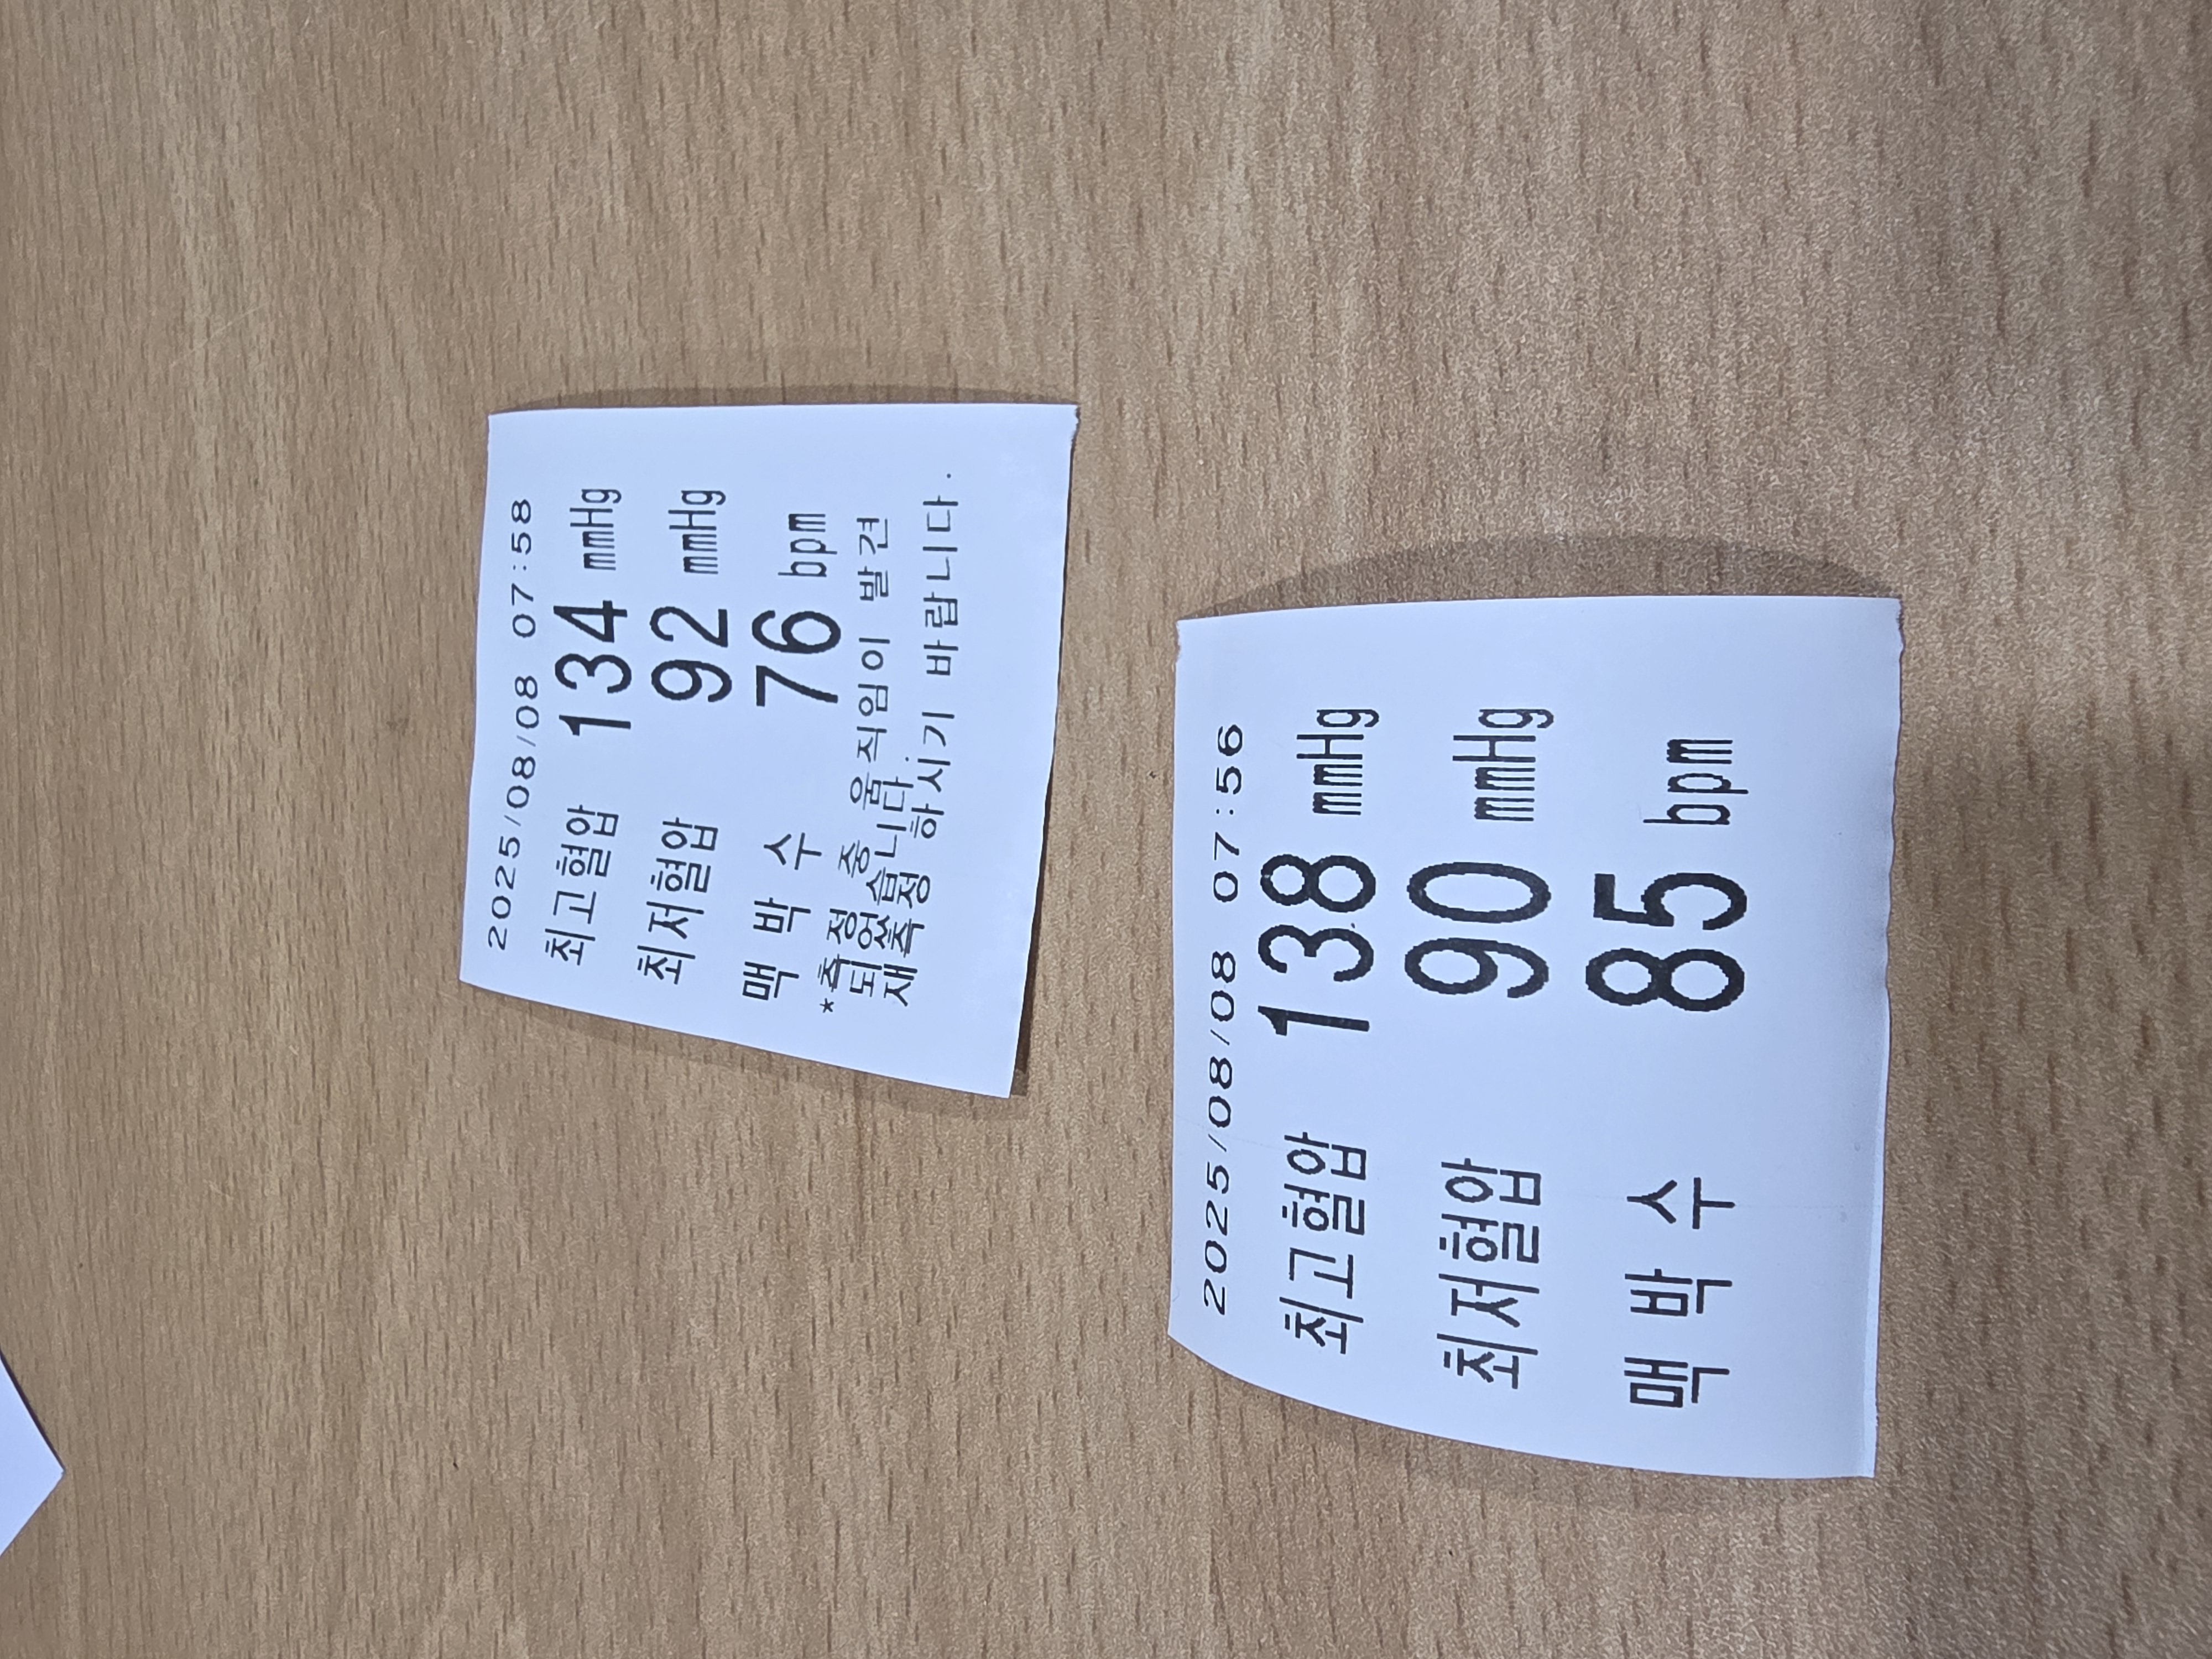 2025/08/08 07:58
최고혈압 134 mmHg
최저혈압 92 mmHg
맥 박 수 76 bpm
*측정 중 움직임이 발견
되었습니다.
재측정 하시기 바랍니다.
2025/08/08 07:56
최고혈압 138 mmHg
최저혈압 90 mmHg
맥 박 수 85 bpm